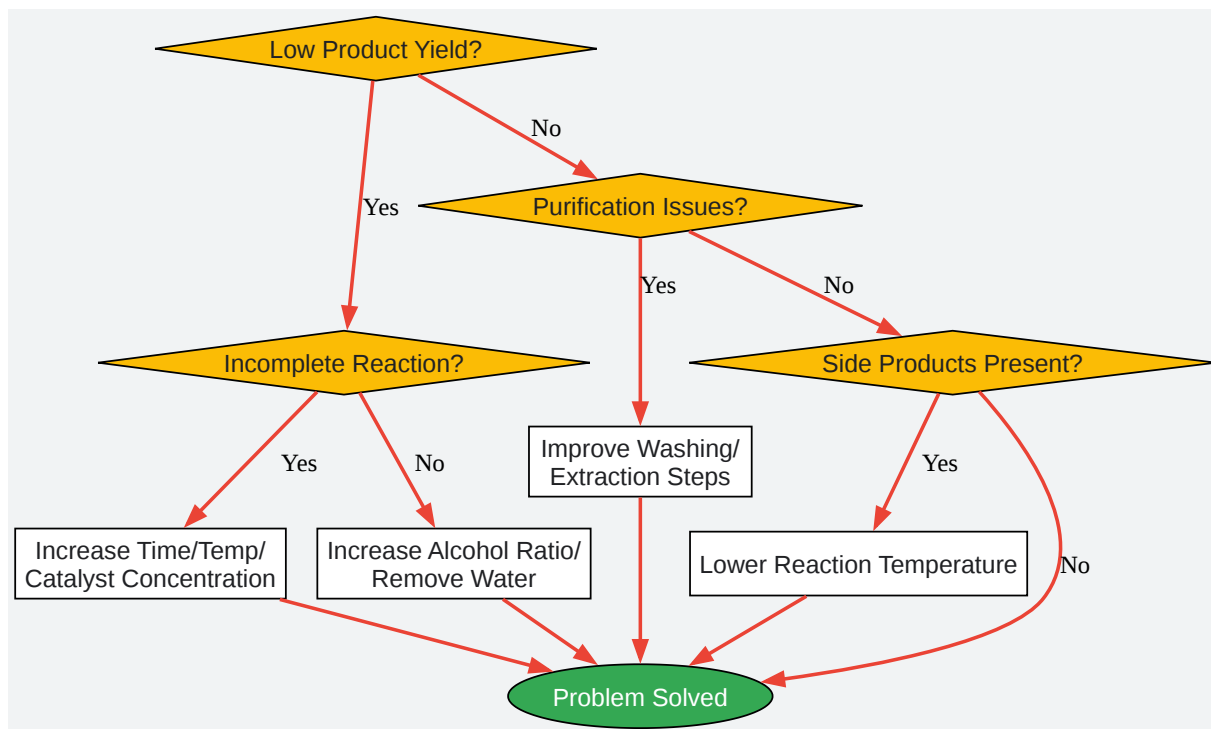 Low Product Yield?
No
Yes
Purification Issues?
Yes
No
Incomplete Reaction?
Side Products Present?
Yes
No
Improve Washing/
Extraction Steps
Yes
Increase Time/Temp/
Catalyst Concentration
Increase Alcohol Ratio/
Remove Water
Lower Reaction Temperature
No
Problem Solved